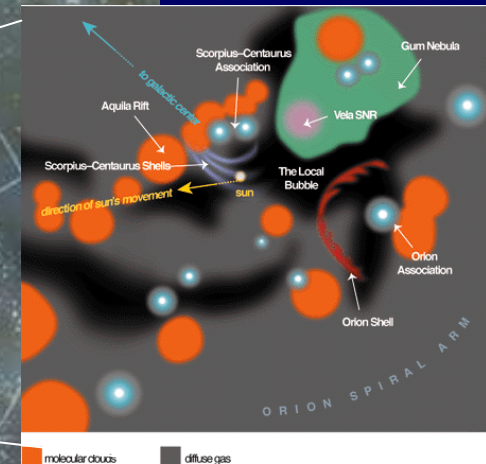 Scorpius–Centaurus
Association
Gum Nebula
to galactic center
Aquila Rift
Vela SNR
Scorpius–Centaurus Shells
The Local
Bubble
direction of sun's movement
sun
Orion
Association
Orion Shell
ORION SPIRAL ARM
molecular clouds
diffuse gas